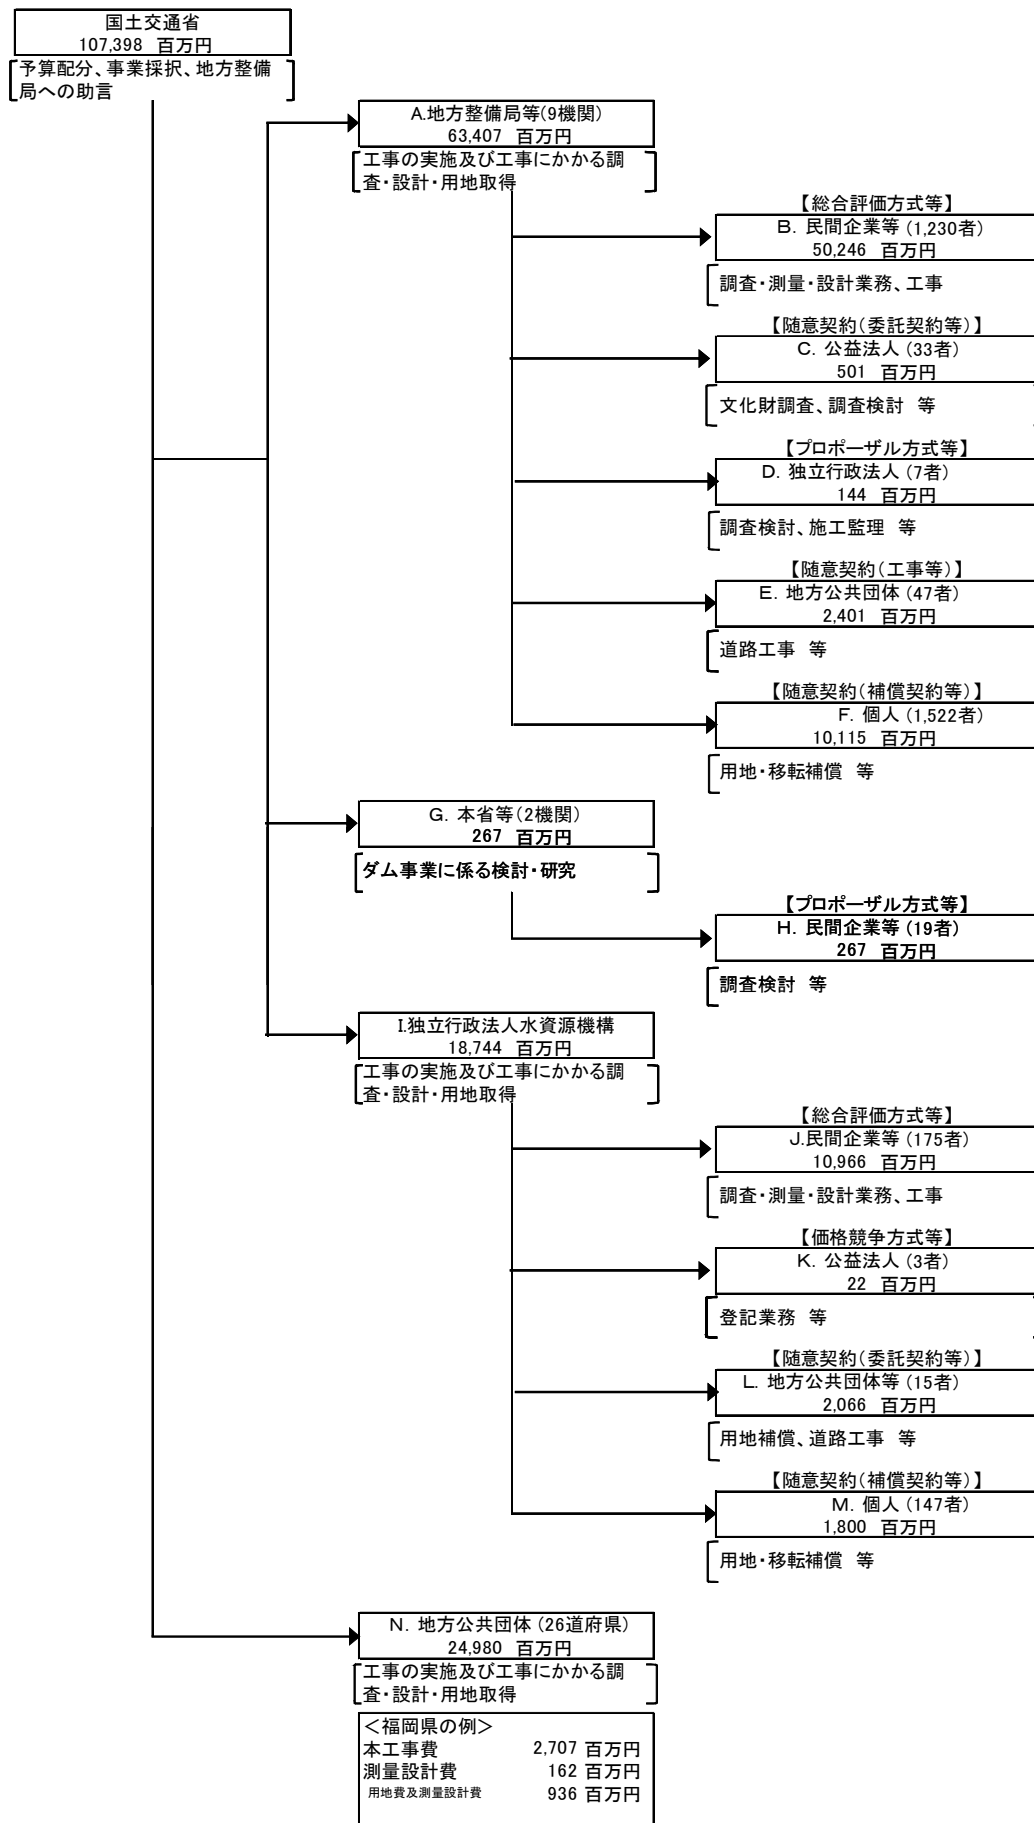 国土交通省
107,398 百万円
予算配分、事業採択、地方整備
局への助言
A.地方整備局等(9機関)
63,407 百万円
工事の実施及び工事にかかる調
査・設計・用地取得
【総合評価方式等】
B. 民間企業等 (1,230者)
50,246 百万円
調査・測量・設計業務、工事
【随意契約(委託契約等)】
C. 公益法人 (33者)
501 百万円
文化財調査、調査検討 等
【プロポーザル方式等】
D. 独立行政法人 (7者)
144 百万円
調査検討、施工監理 等
【随意契約(工事等)】
E. 地方公共団体 (47者)
2,401 百万円
道路工事 等
【随意契約(補償契約等)】
F. 個人 (1,522者)
10,115 百万円
用地・移転補償 等
G. 本省等(2機関)
267 百万円
ダム事業に係る検討・研究
【プロポーザル方式等】
H. 民間企業等 (19者)
267 百万円
調査検討 等
I.独立行政法人水資源機構
18,744 百万円
工事の実施及び工事にかかる調
査・設計・用地取得
【総合評価方式等】
J.民間企業等 (175者)
10,966 百万円
調査・測量・設計業務、工事
【価格競争方式等】
K. 公益法人 (3者)
22 百万円
登記業務 等
【随意契約(委託契約等)】
L. 地方公共団体等 (15者)
2,066 百万円
用地補償、道路工事 等
【随意契約(補償契約等)】
M. 個人 (147者)
1,800 百万円
用地・移転補償 等
N. 地方公共団体 (26道府県)
24,980 百万円
工事の実施及び工事にかかる調
査・設計・用地取得
＜福岡県の例＞
本工事費 2,707 百万円
測量設計費 162 百万円
用地費及測量設計費 936 百万円